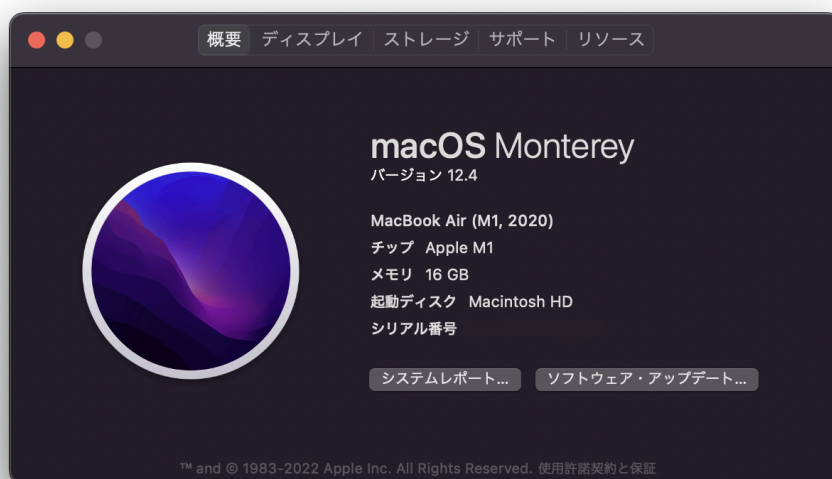 概要 ディスプレイ ストレージ サポート リソース
macOS Monterey
バージョン 12.4
MacBook Air (M1, 2020)
チップ Apple M1
メモリ 16 GB
起動ディスク Macintosh HD
シリアル番号
システムレポート... ソフトウェア・アップデート...
™ and © 1983-2022 Apple Inc. All Rights Reserved. 使用許諾契約と保証